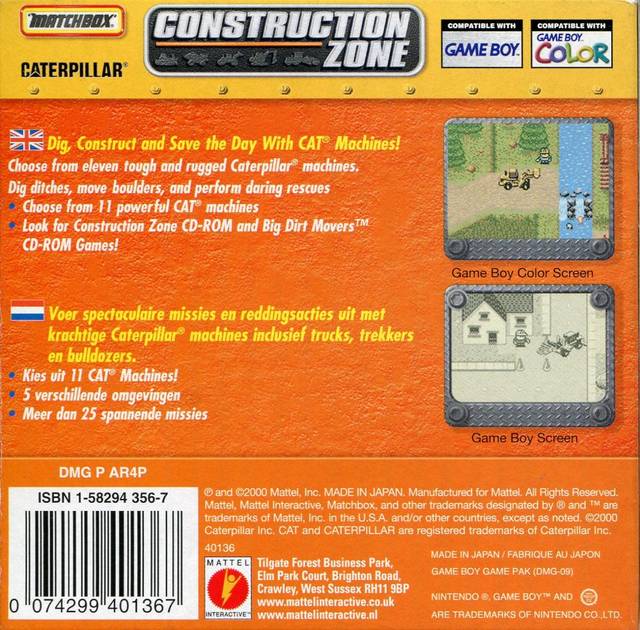 MATCHBOX®
CATERPILLAR®
CONSTRUCTION
ZONE
COMPATIBLE WITH
GAME BOY®
COMPATIBLE WITH
GAME BOY®
COLOR
Dig, Construct and Save the Day With CAT® Machines!
Choose from eleven tough and rugged Caterpillar® machines.
Dig ditches, move boulders, and perform daring rescues
• Choose from 11 powerful CAT® machines
• Look for Construction Zone CD-ROM and Big Dirt Movers™
CD-ROM Games!
Game Boy Color Screen
Voer spectaculaire missies en reddingsacties uit met
krachtige Caterpillar® machines inclusief trucks, trekkers
en bulldozers.
• Kies uit 11 CAT® Machines!
• 5 verschillende omgevingen
• Meer dan 25 spannende missies
Game Boy Screen
DMG P AR4P
ISBN 1-58294 356-7
0 074299 401367
℗ and ©2000 Mattel, Inc. MADE IN JAPAN. Manufactured for Mattel. All Rights Reserved.
Mattel, Mattel Interactive, Matchbox, and other trademarks designated by ® and ™ are
trademarks of Mattel, Inc. in the U.S.A. and/or other countries, except as noted. ©2000
Caterpillar Inc. CAT and CATERPILLAR are registered trademarks of Caterpillar Inc.
40136
MATTEL
INTERACTIVE™
Tilgate Forest Business Park,
Elm Park Court, Brighton Road,
Crawley, West Sussex RH11 9BP
www.mattelinteractive.co.uk
www.mattelinteractive.nl
MADE IN JAPAN / FABRIQUE AU JAPON
GAME BOY GAME PAK (DMG-09)
NINTENDO ®, GAME BOY™ AND
ARE TRADEMARKS OF NINTENDO CO.,LTD.